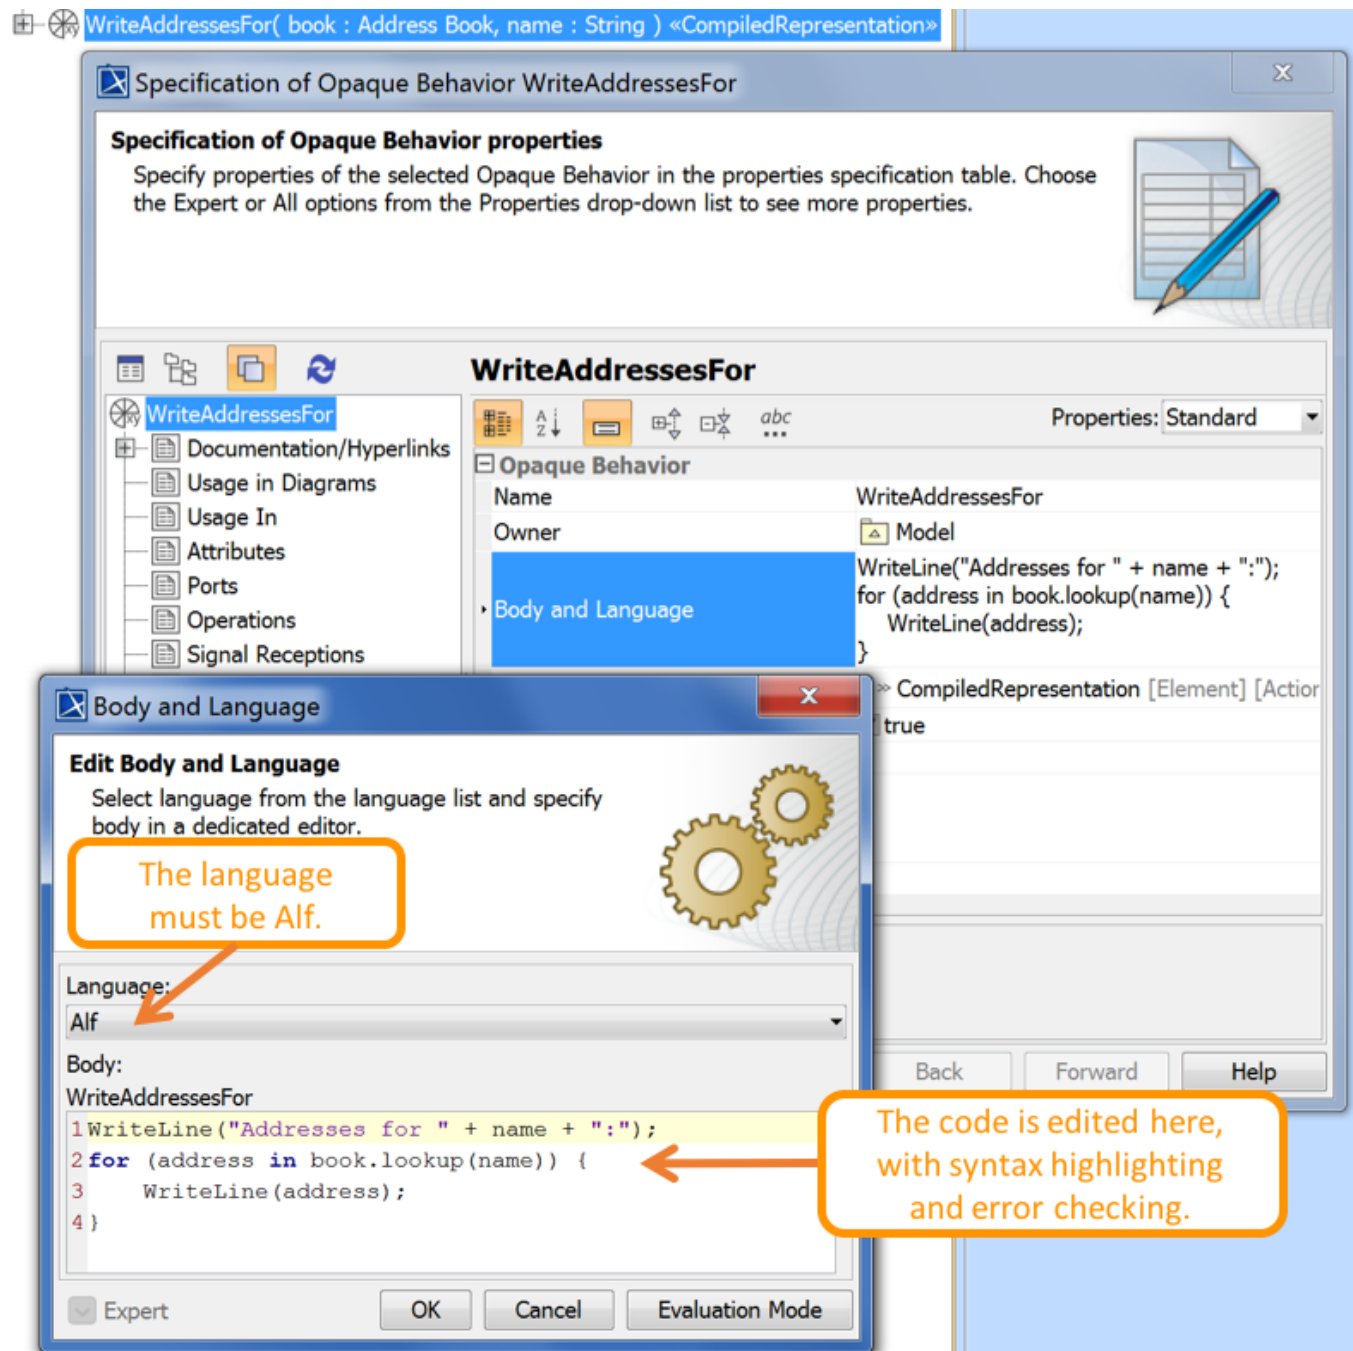 WriteAddressesFor( book : Address Book, name : String ) «CompiledRepresentation»
Specification of Opaque Behavior WriteAddressesFor
Specification of Opaque Behavior properties
Specify properties of the selected Opaque Behavior in the properties specification table. Choose
the Expert or All options from the Properties drop-down list to see more properties.
WriteAddressesFor
Documentation/Hyperlinks
Usage in Diagrams
Usage In
Attributes
Ports
Operations
Signal Receptions
WriteAddressesFor
abc
Properties: Standard
Opaque Behavior
Name WriteAddressesFor
Owner Model
Body and Language
WriteLine("Addresses for " + name + ":");
for (address in book.lookup(name)) {
WriteLine(address);
}
CompiledRepresentation [Element] [Action
true
Back Forward Help
Body and Language
Edit Body and Language
Select language from the language list and specify
body in a dedicated editor.
The language
must be Alf.
Language:
Alf
Body:
WriteAddressesFor
1 WriteLine("Addresses for " + name + ":");
2 for (address in book.lookup(name)) {
3 WriteLine(address);
4 }
The code is edited here,
with syntax highlighting
and error checking.
Expert OK Cancel Evaluation Mode